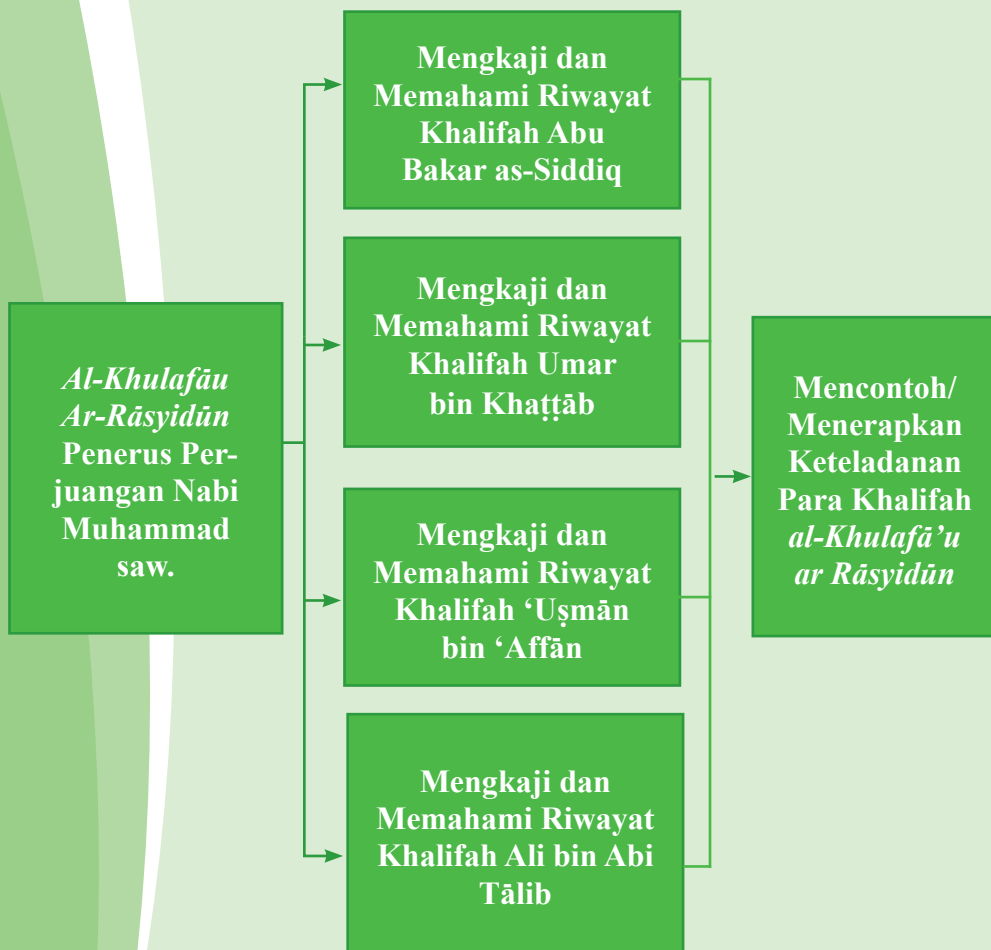 Al-Khulafāu
Ar-Rāsyidūn
Penerus Per-
juangan Nabi
Muhammad
saw.
Mengkaji dan
Memahami Riwayat
Khalifah Abu
Bakar as-Siddiq
Mengkaji dan
Memahami Riwayat
Khalifah Umar
bin Khaṭṭāb
Mengkaji dan
Memahami Riwayat
Khalifah ‘Uṣmān
bin ‘Affān
Mengkaji dan
Memahami Riwayat
Khalifah Ali bin Abi
Tālib
Mencontoh/
Menerapkan
Keteladanan
Para Khalifah
al-Khulafā’u
ar Rāsyidūn